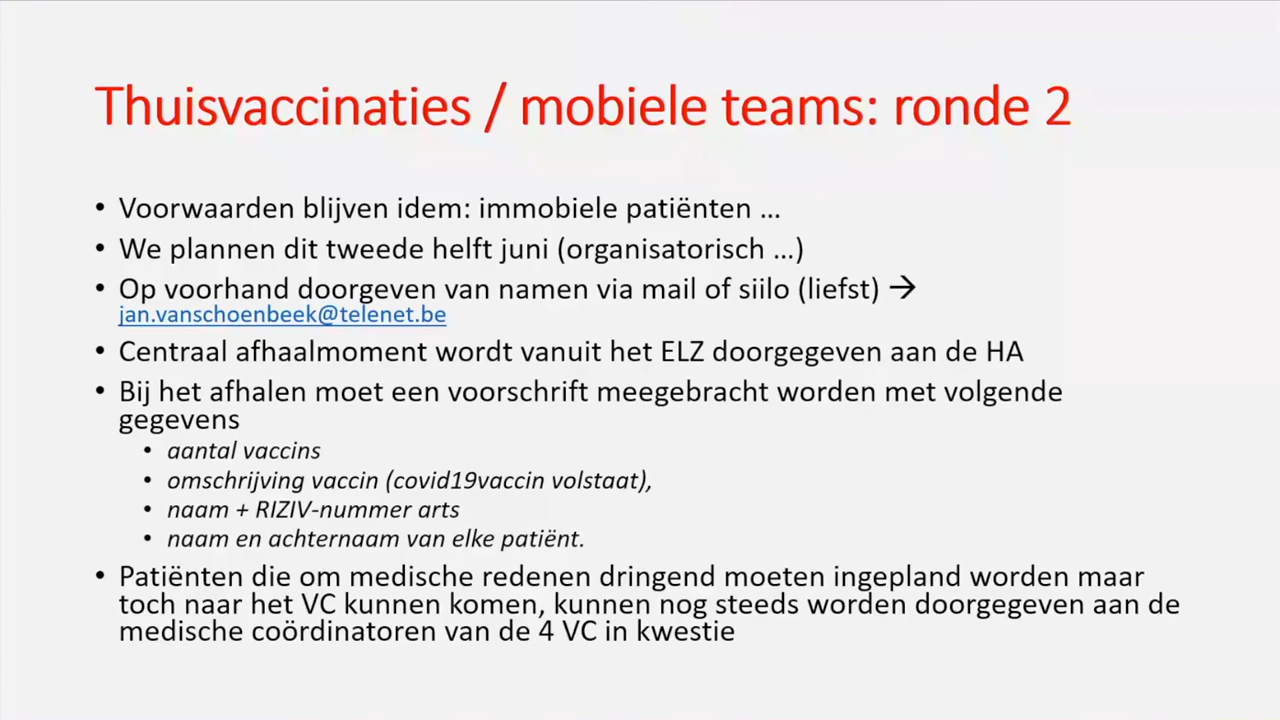 Thuisvaccinaties / mobiele teams: ronde 2
• Voorwaarden blijven idem: immobiele patiënten ...
• We plannen dit tweede helft juni (organisatorisch ...)
• Op voorhand doorgeven van namen via mail of siilo (liefst) →
jan.vanschoenbeek@telenet.be
• Centraal afhaalmoment wordt vanuit het ELZ doorgegeven aan de HA
• Bij het afhalen moet een voorschrift meegebracht worden met volgende
gegevens
• aantal vaccins
• omschrijving vaccin (covid19vaccin volstaat),
• naam + RIZIV-nummer arts
• naam en achternaam van elke patiënt.
• Patiënten die om medische redenen dringend moeten ingepland worden maar
toch naar het VC kunnen komen, kunnen nog steeds worden doorgegeven aan de
medische coördinatoren van de 4 VC in kwestie